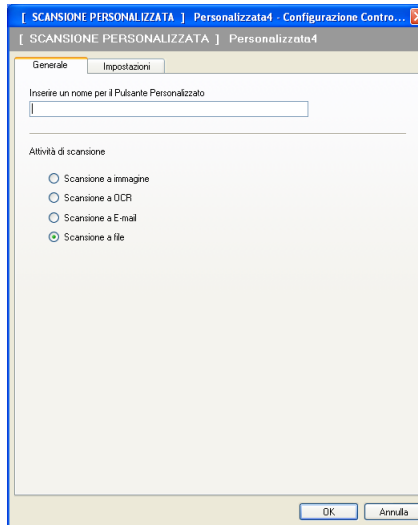 [ SCANSIONE PERSONALIZZATA ] Personalizzata4 - Configurazione Contro...
[ SCANSIONE PERSONALIZZATA ] Personalizzata4
Generale Impostazioni
Inserire un nome per il Pulsante Personalizzato
Attività di scansione
Scansione a immagine
Scansione a OCR
Scansione a E-mail
Scansione a file
OK Annulla